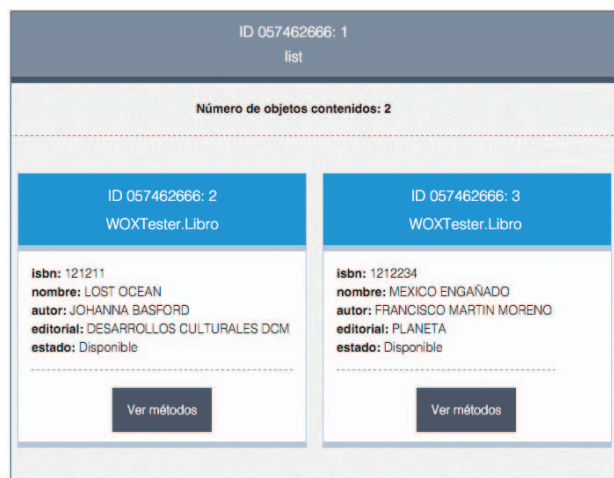 ID 057462666: 1
list
Número de objetos contenidos: 2
ID 057462666: 2
WOXTester.Libro
isbn: 121211
nombre: LOST OCEAN
autor: JOHANNA BASFORD
editorial: DESARROLLOS CULTURALES DCM
estado: Disponible
Ver métodos
ID 057462666: 3
WOXTester.Libro
isbn: 1212234
nombre: MEXICO ENGAÑADO
autor: FRANCISCO MARTIN MORENO
editorial: PLANETA
estado: Disponible
Ver métodos